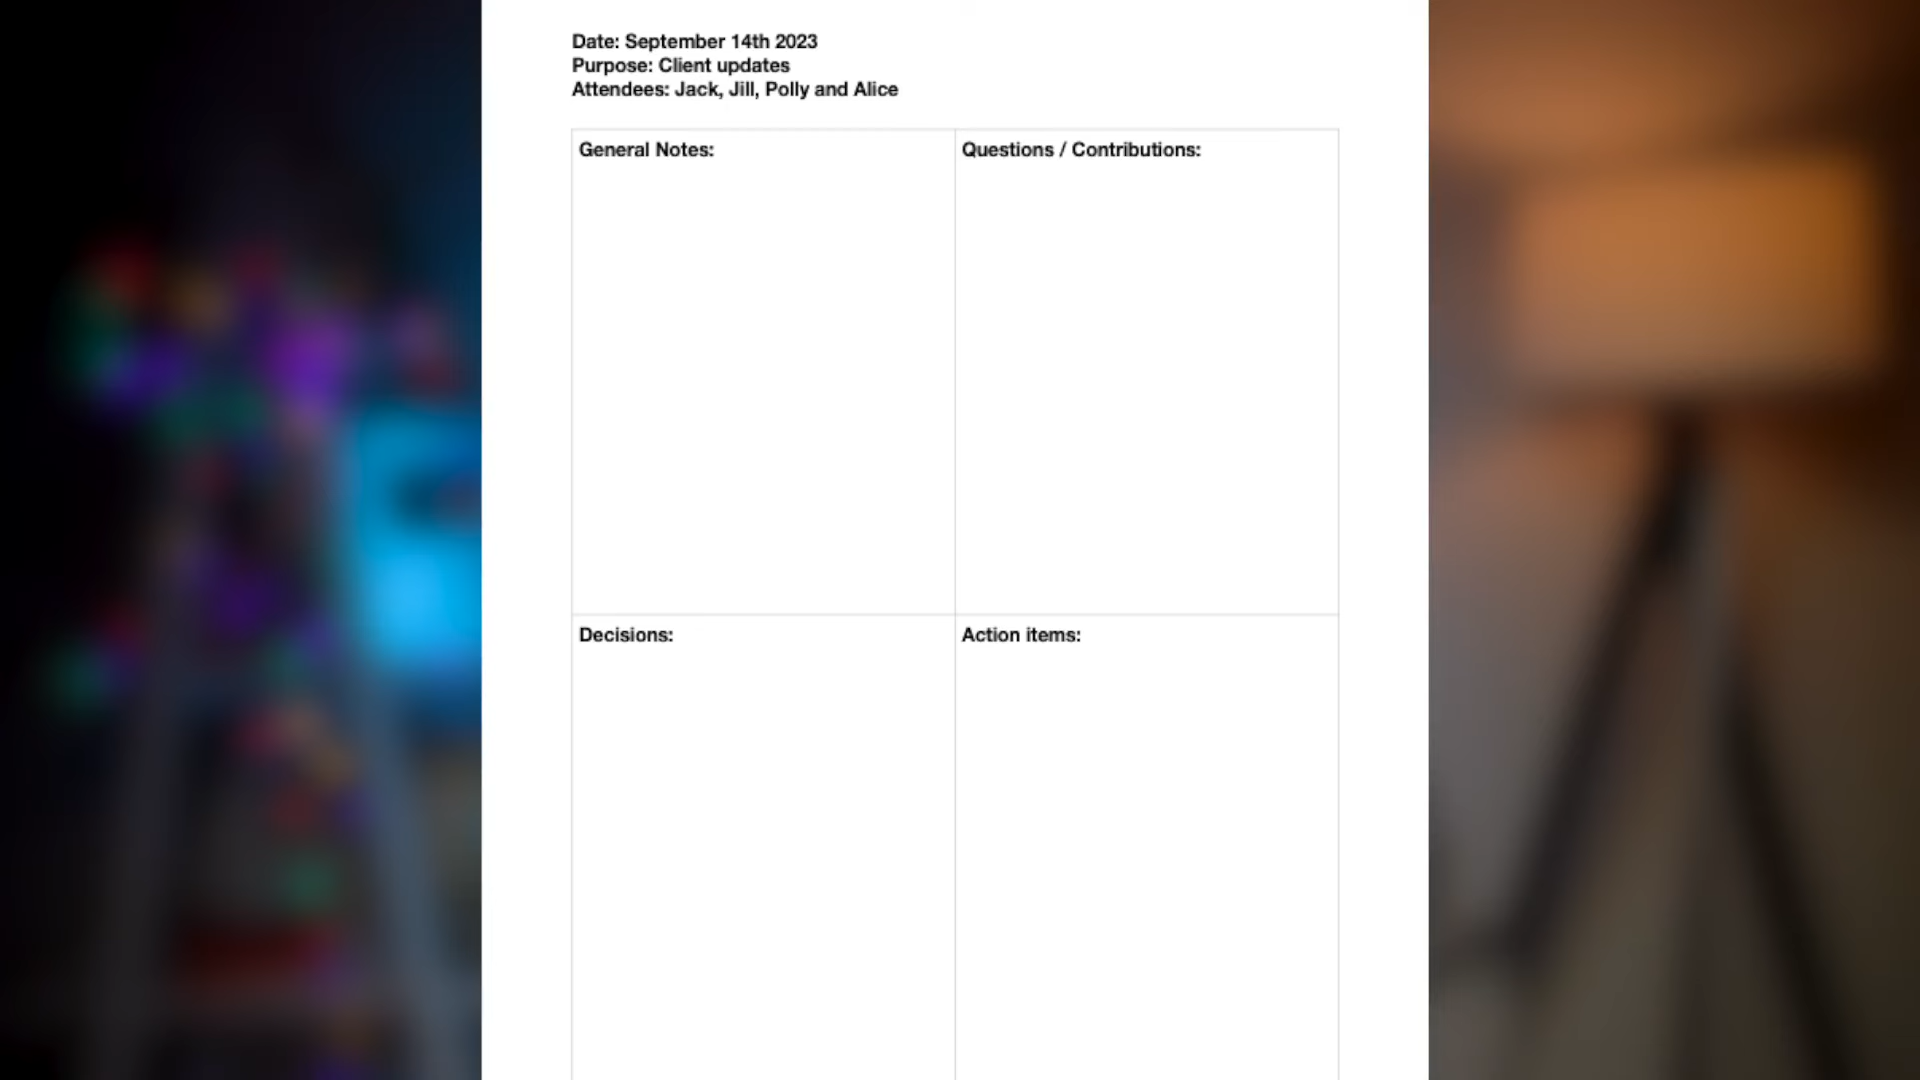 Date: September 14th 2023
Purpose: Client updates
Attendees: Jack, Jill, Polly and Alice
General Notes:
Questions / Contributions:
Decisions:
Action items: